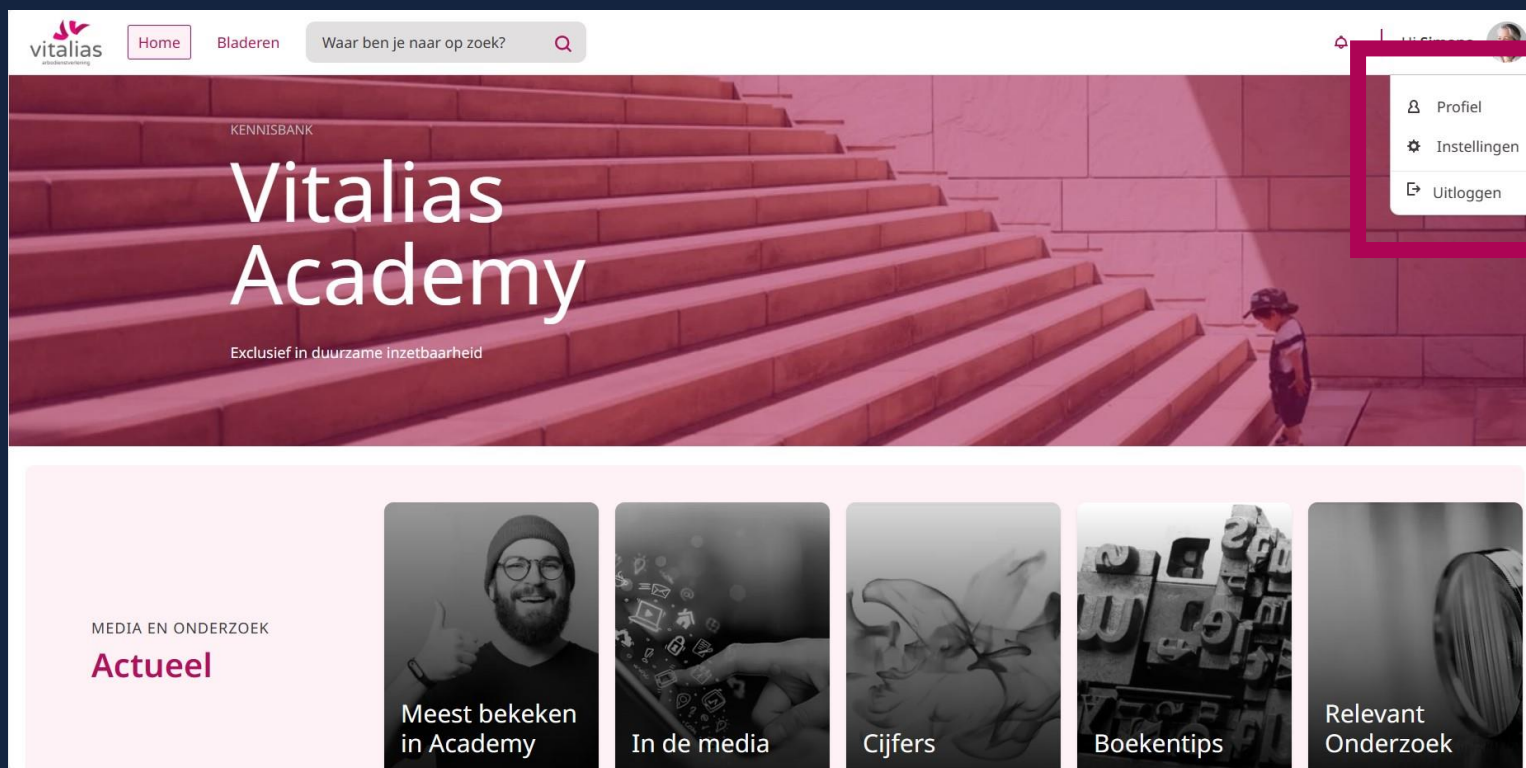 vitalias
arbodienstverlening
Home
Bladeren
Waar ben je naar op zoek?
Profiel
Instellingen
Uitloggen
KENNISBANK
Vitalias
Academy
Exclusief in duurzame inzetbaarheid
MEDIA EN ONDERZOEK
Actueel
Meest bekeken
in Academy
In de media
Cijfers
Boekentips
Relevant
Onderzoek